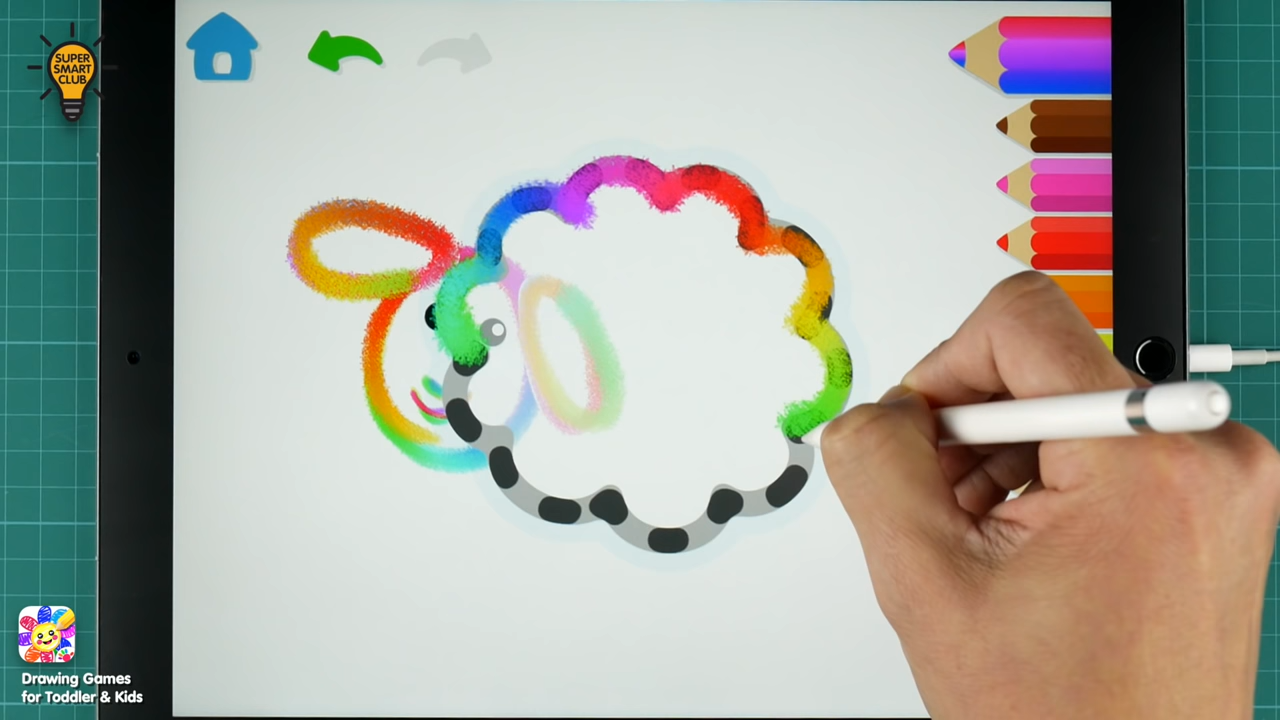 SUPER
SMART
CLUB
Drawing Games
for Toddler & Kids